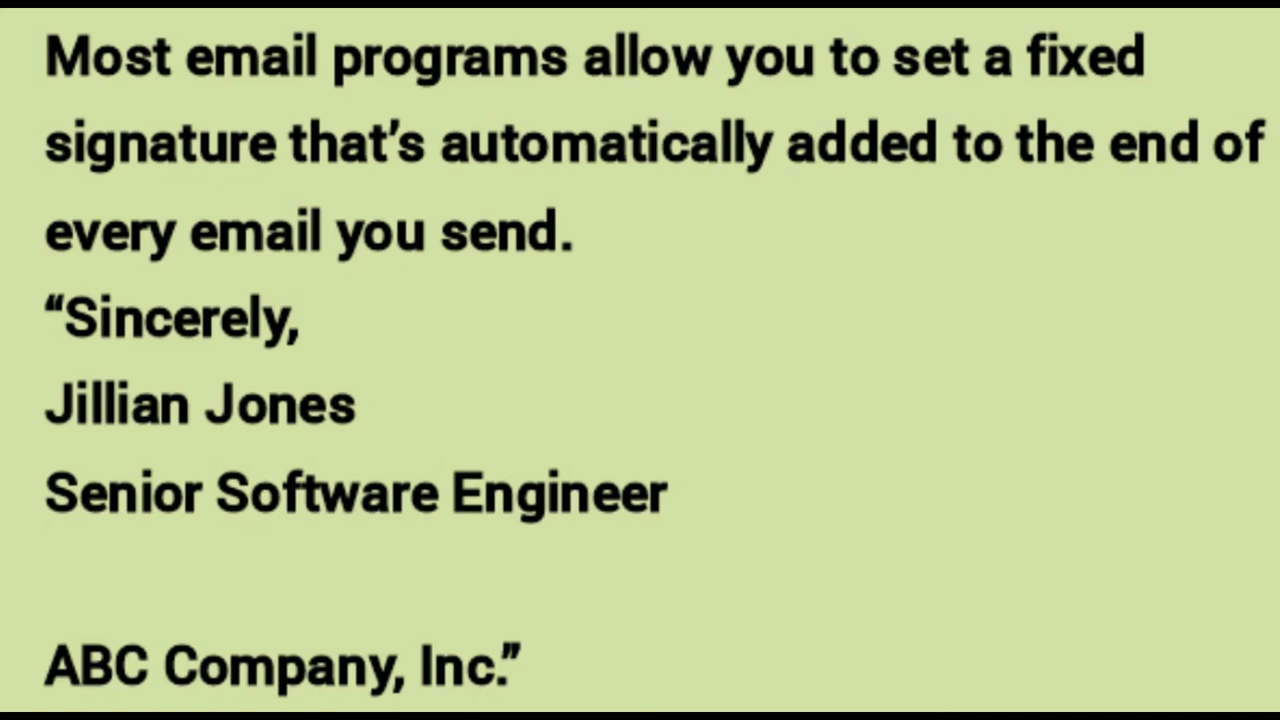 Most email programs allow you to set a fixed
signature that’s automatically added to the end of
every email you send.
“Sincerely,
Jillian Jones
Senior Software Engineer
ABC Company, Inc.”